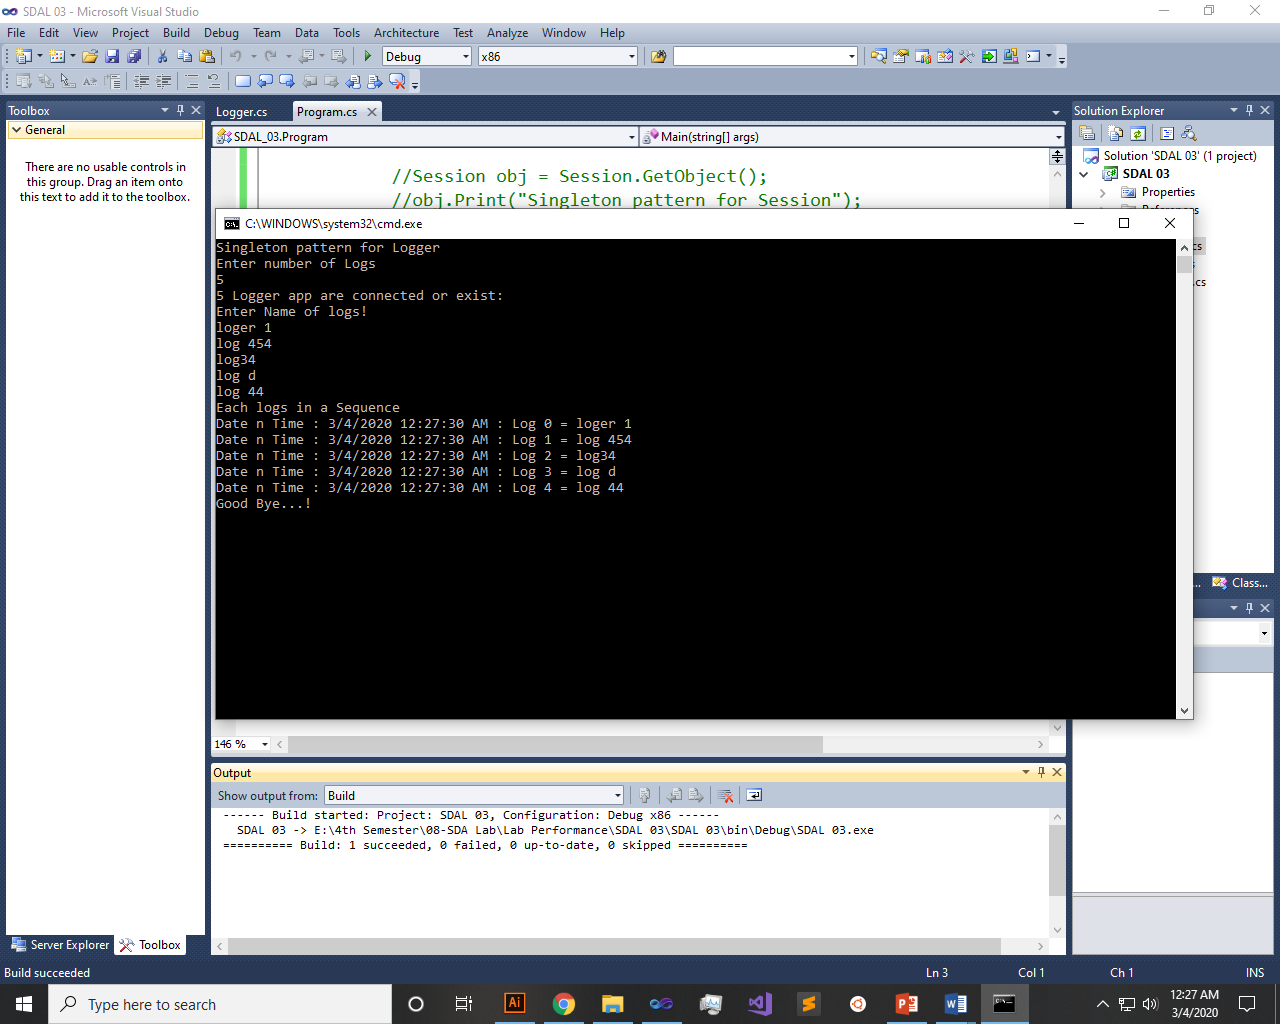 SDAL 03 - Microsoft Visual Studio
File Edit View Project Build Debug Team Data Tools Architecture Test Analyze Window Help
Debug x86
Toolbox
General
There are no usable controls in
this group. Drag an item onto
this text to add it to the toolbox.
Server Explorer Toolbox
Logger.cs Program.cs
SDAL_03.Program Main(string[] args)
//Session obj = Session.GetObject();
//obj.Print("Singleton pattern for Session");
C:\WINDOWS\system32\cmd.exe
Singleton pattern for Logger
Enter number of Logs
5
5 Logger app are connected or exist:
Enter Name of logs!
loger 1
log 454
log34
log d
log 44
Each logs in a Sequence
Date n Time : 3/4/2020 12:27:30 AM : Log 0 = loger 1
Date n Time : 3/4/2020 12:27:30 AM : Log 1 = log 454
Date n Time : 3/4/2020 12:27:30 AM : Log 2 = log34
Date n Time : 3/4/2020 12:27:30 AM : Log 3 = log d
Date n Time : 3/4/2020 12:27:30 AM : Log 4 = log 44
Good Bye...!
146 %
Output
Show output from: Build
------ Build started: Project: SDAL 03, Configuration: Debug x86 ------
SDAL 03 -> E:\4th Semester\08-SDA Lab\Lab Performance\SDAL 03\SDAL 03\bin\Debug\SDAL 03.exe
========== Build: 1 succeeded, 0 failed, 0 up-to-date, 0 skipped ==========
Solution Explorer
Solution 'SDAL 03' (1 project)
SDAL 03
Properties
cs
.cs
... Class...
Build succeeded Ln 3 Col 1 Ch 1 INS
Type here to search
Ai
12:27 AM
3/4/2020